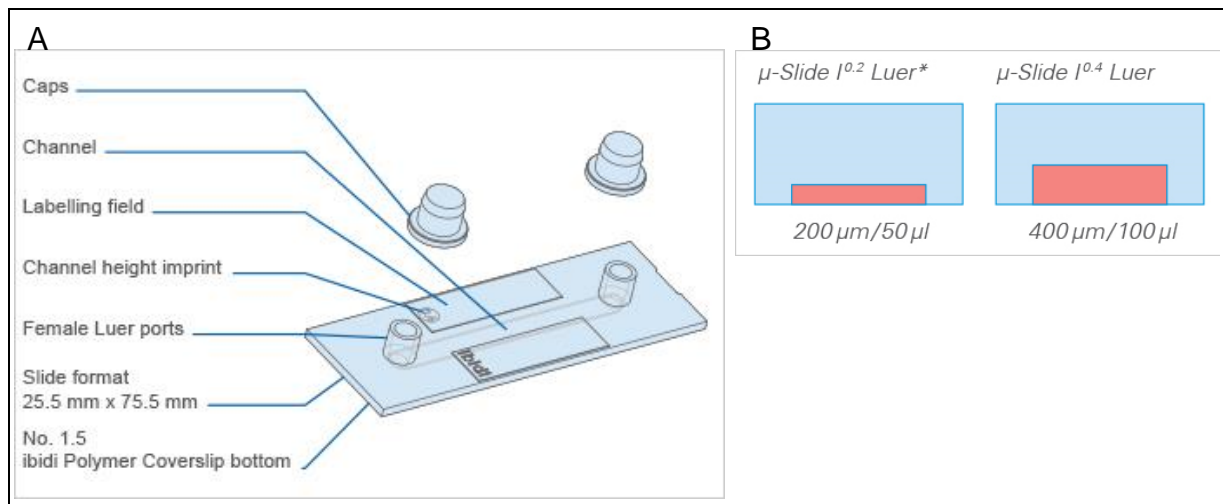 A
Caps
Channel
Labelling field
Channel height imprint
Female Luer ports
Slide format
25.5 mm x 75.5 mm
No. 1.5
ibidi Polymer Coverslip bottom
ibidi
B
µ-Slide I0.2 Luer*
µ-Slide I0.4 Luer
200 µm/50 µl
400 µm/100 µl